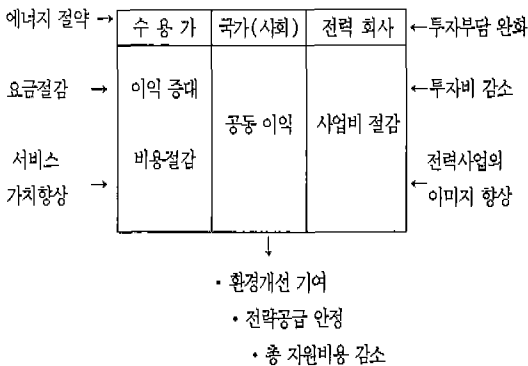 에너지 절약 → 수 용 가 국가(사회) 전력 회사 ←투자부담 완화
요금절감 → 이익 증대 ←투자비 감소
공동 이익 사업비 절감
서비스 비용절감 전력사업의
가치향상 → ← 이미지 향상
↓
• 환경개선 기여
• 전략공급 안정
• 총 자원비용 감소